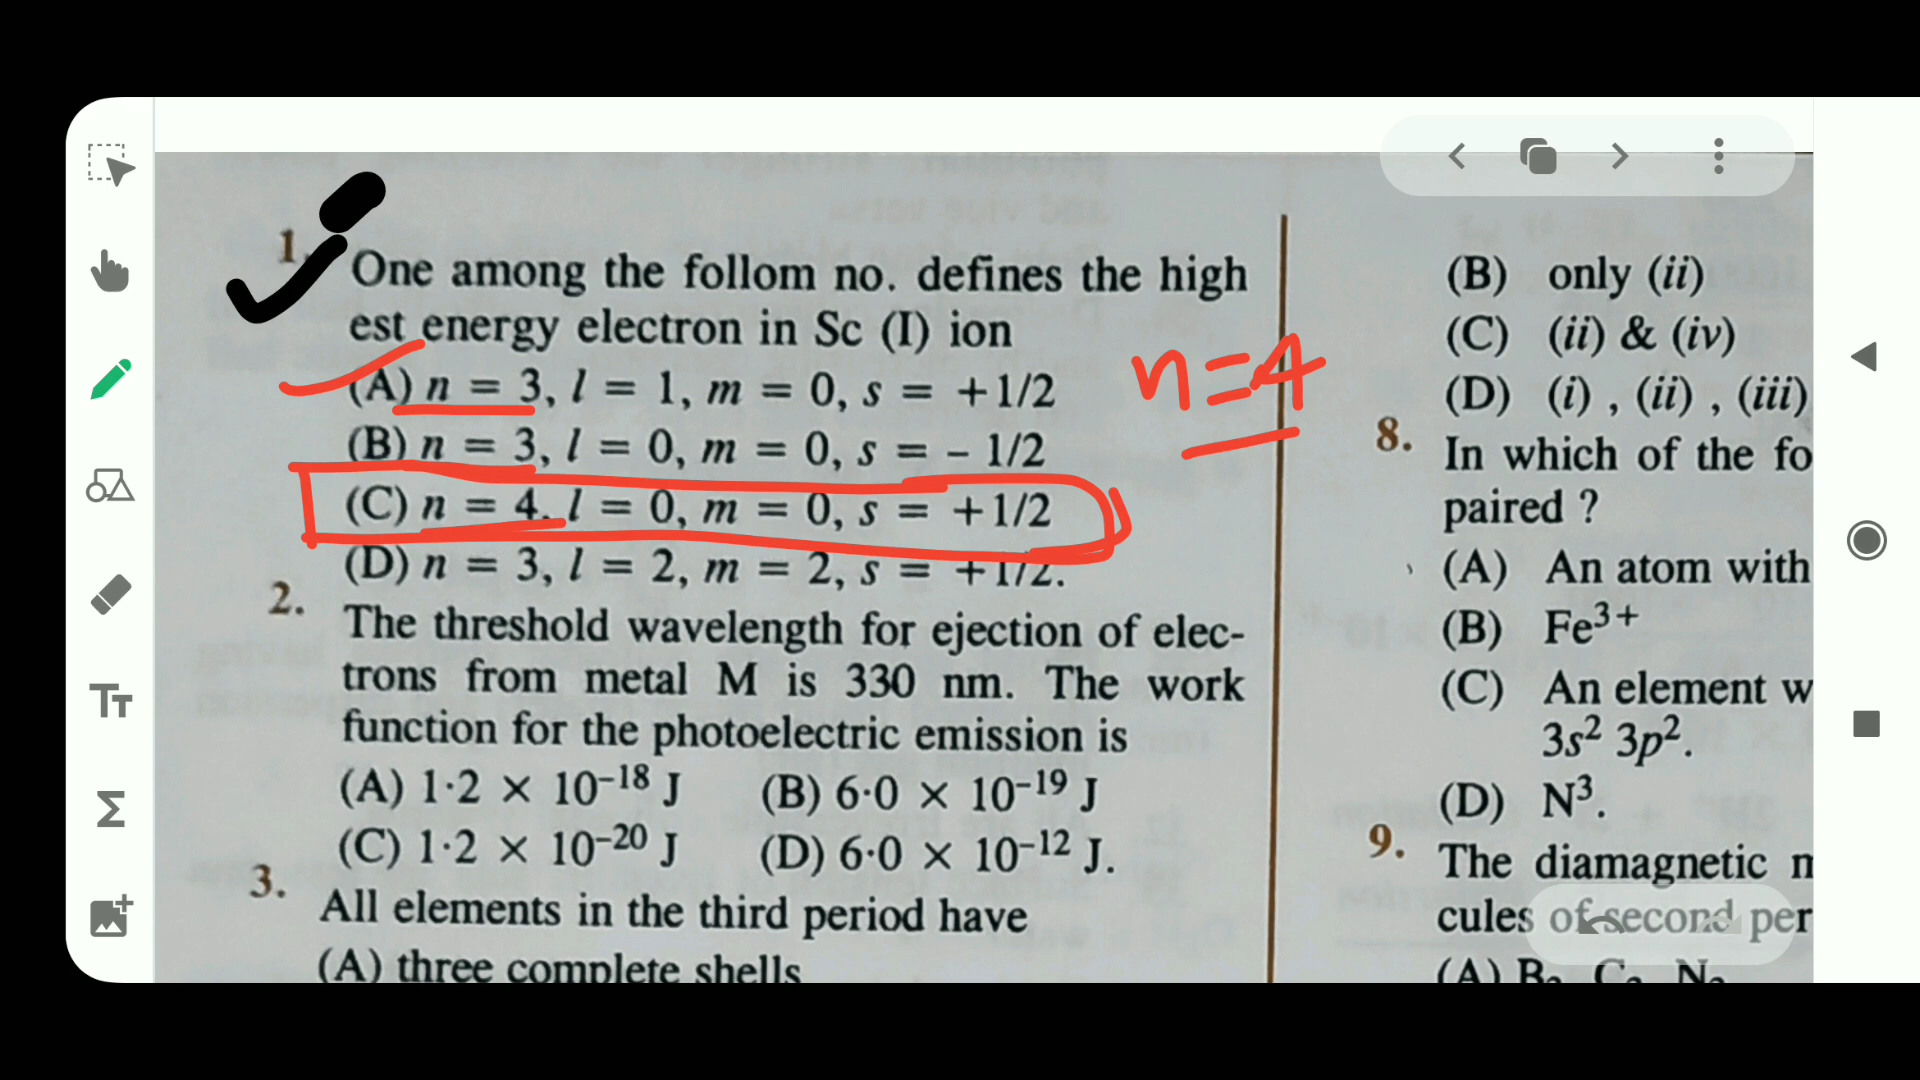 1. One among the follom no. defines the high
est energy electron in Sc (I) ion
(A) n = 3, l = 1, m = 0, s = +1/2
(B) n = 3, l = 0, m = 0, s = - 1/2
(C) n = 4, l = 0, m = 0, s = +1/2
(D) n = 3, l = 2, m = 2, s = +1/2.
n=4
2. The threshold wavelength for ejection of elec-
trons from metal M is 330 nm. The work
function for the photoelectric emission is
(A) 1·2 × 10⁻¹⁸ J (B) 6·0 × 10⁻¹⁹ J
(C) 1·2 × 10⁻²⁰ J (D) 6·0 × 10⁻¹² J.
3. All elements in the third period have
(A) three complete shells
(B) only (ii)
(C) (ii) & (iv)
(D) (i) , (ii) , (iii)
8. In which of the fo
paired ?
(A) An atom with
(B) Fe³⁺
(C) An element w
3s² 3p².
(D) N³.
9. The diamagnetic
cules of second per
(A) B₂ C₂ N₂
Tт
Σ